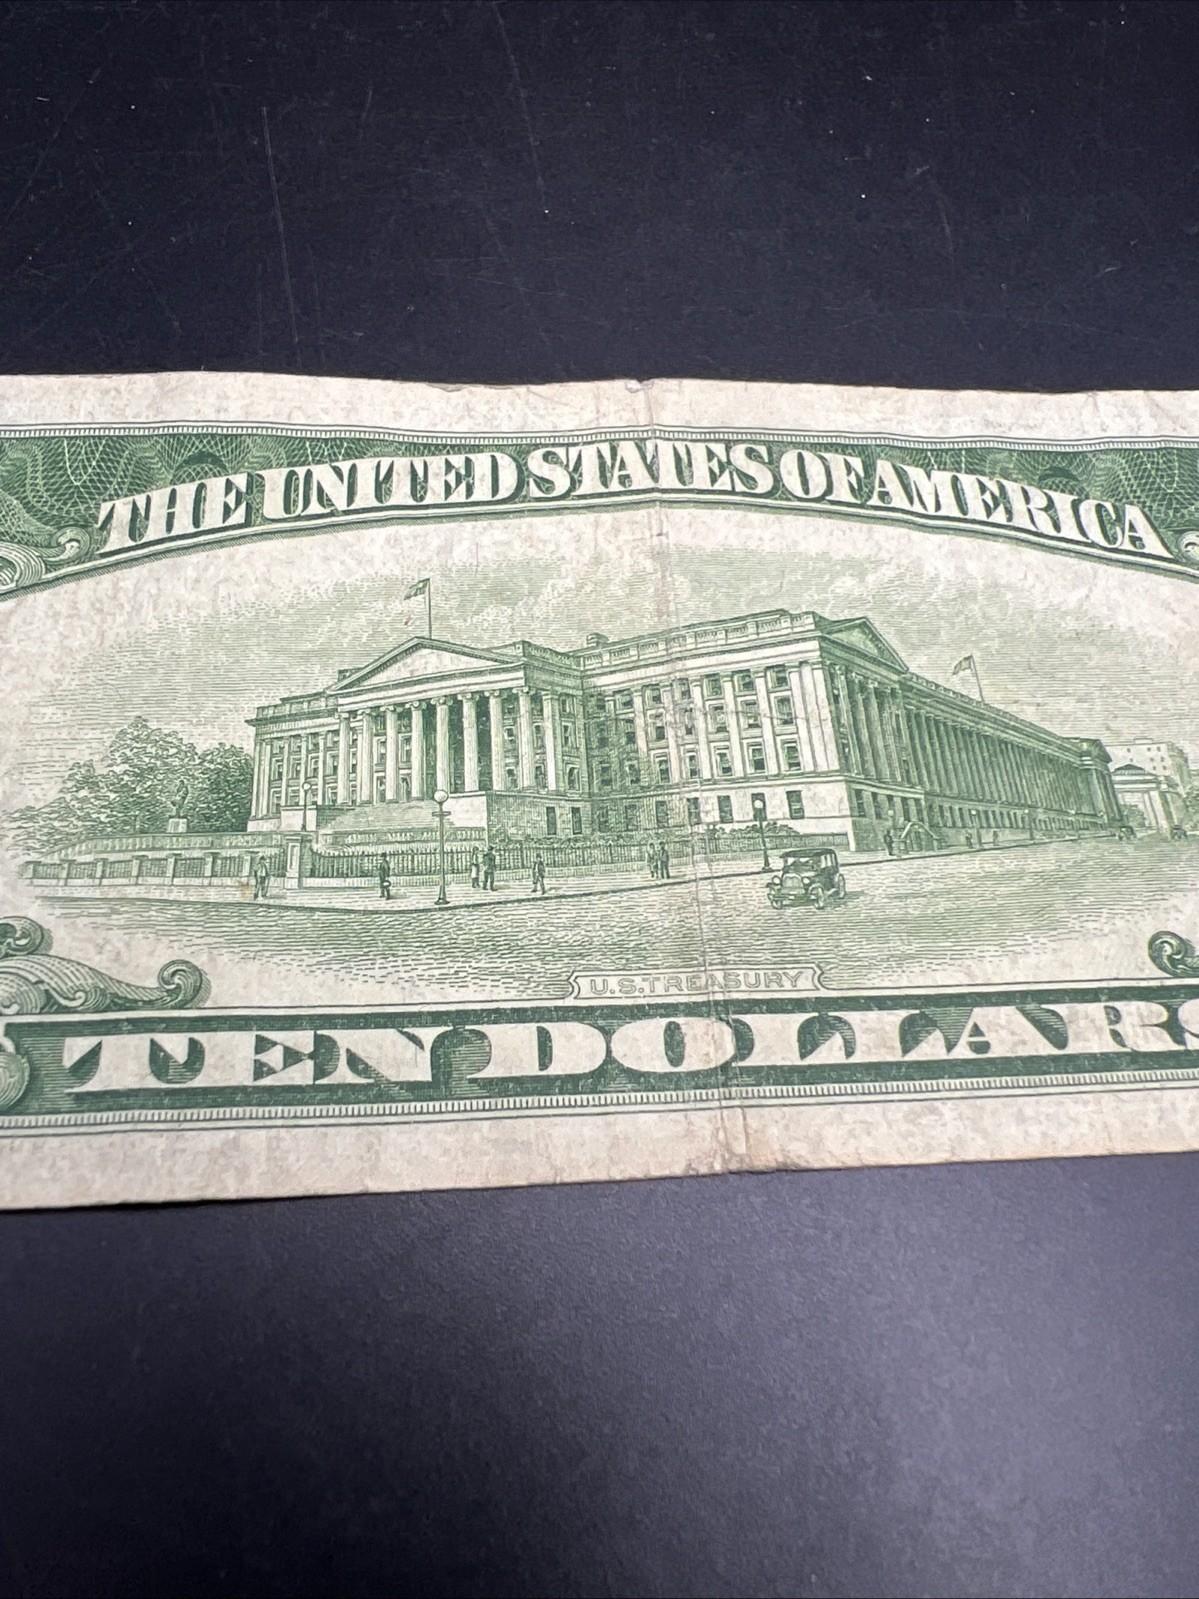 THE UNITED STATES OF AMERICA
U.S. TREASURY
TEN DOLLARS